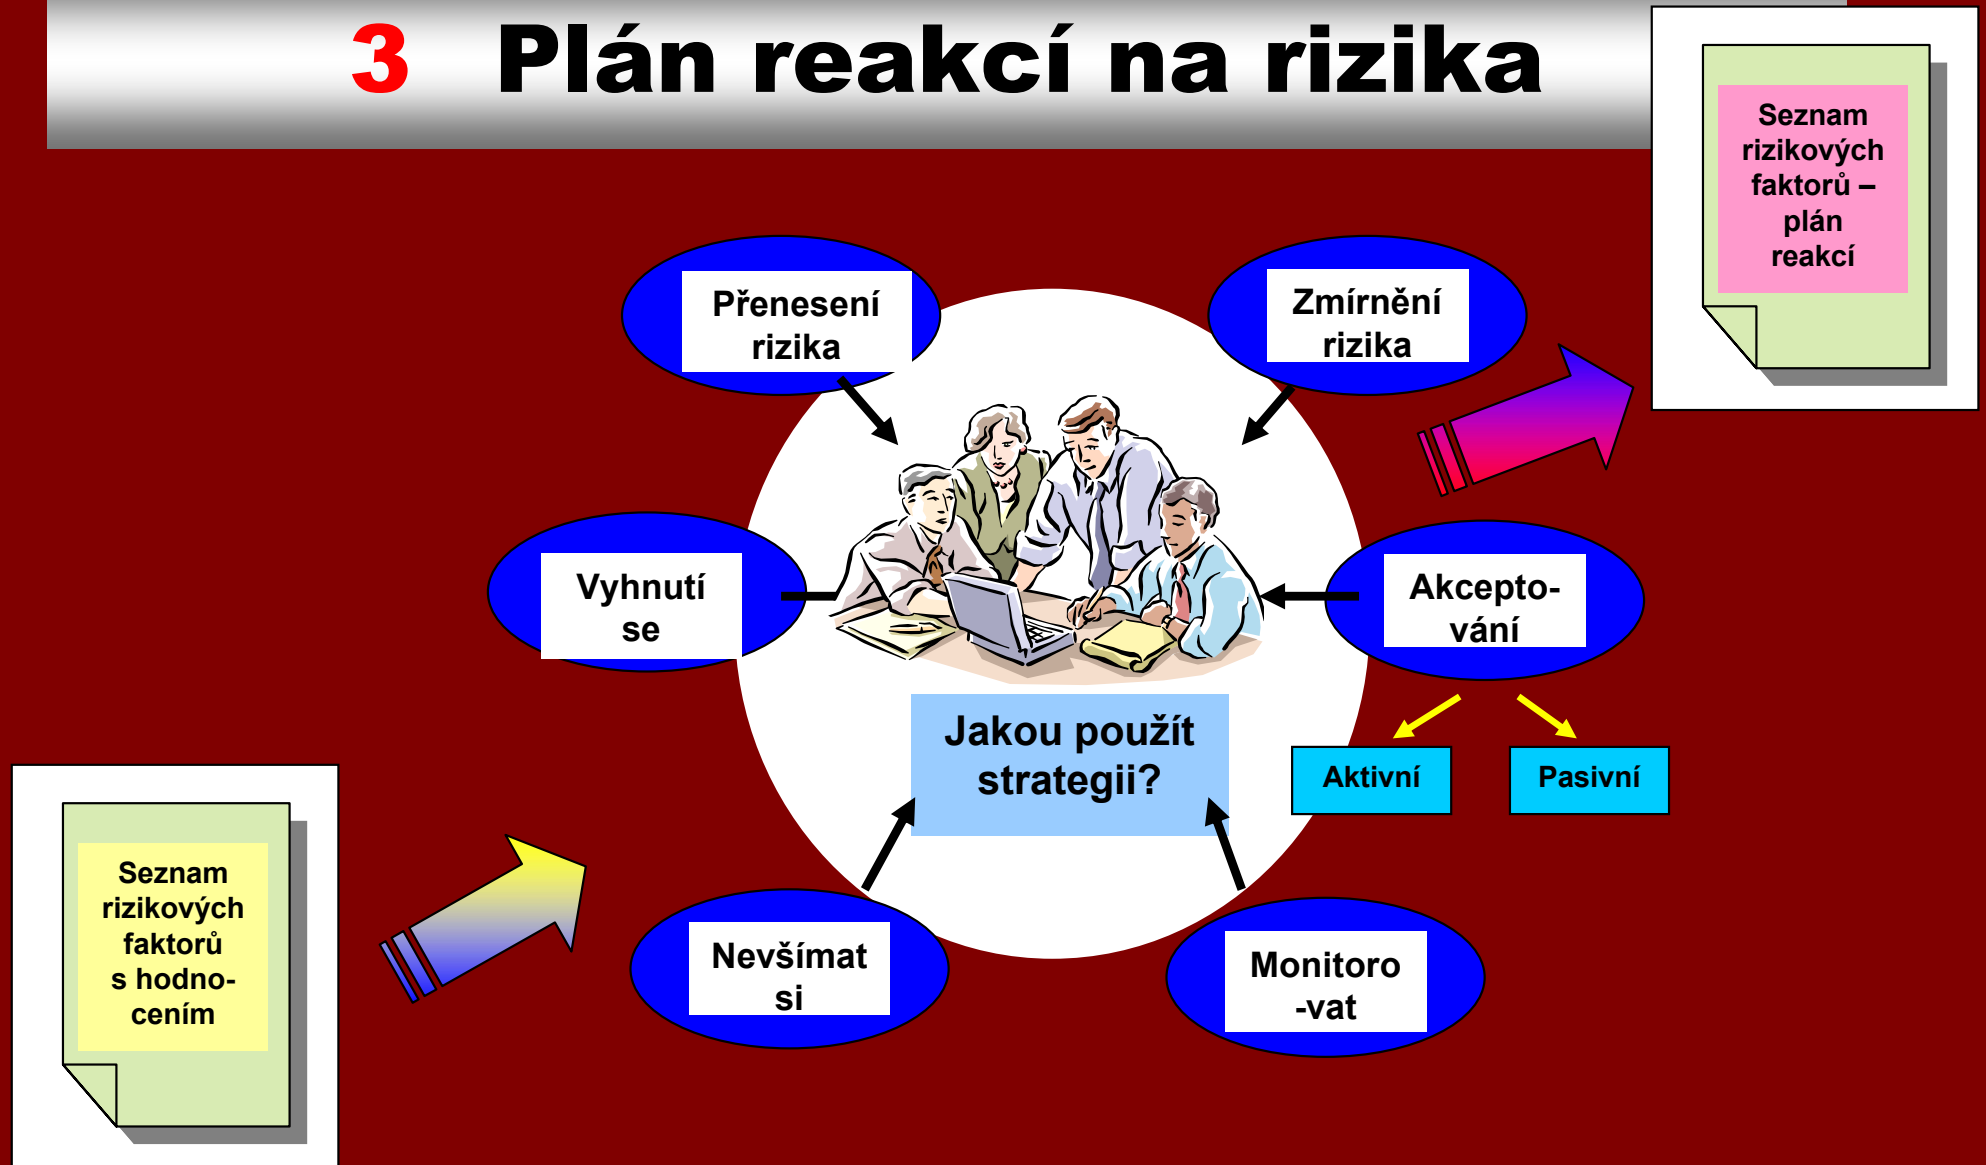 3 Plán reakcí na rizika
Seznam
rizikových
faktorů –
plán
reakcí
Přenesení
rizika
Zmírnění
rizika
Vyhnutí
se
Akcepto-
vání
Jakou použít
strategii?
Aktivní
Pasivní
Seznam
rizikových
faktorů
s hodno-
cením
Nevšímat
si
Monitoro
-vat